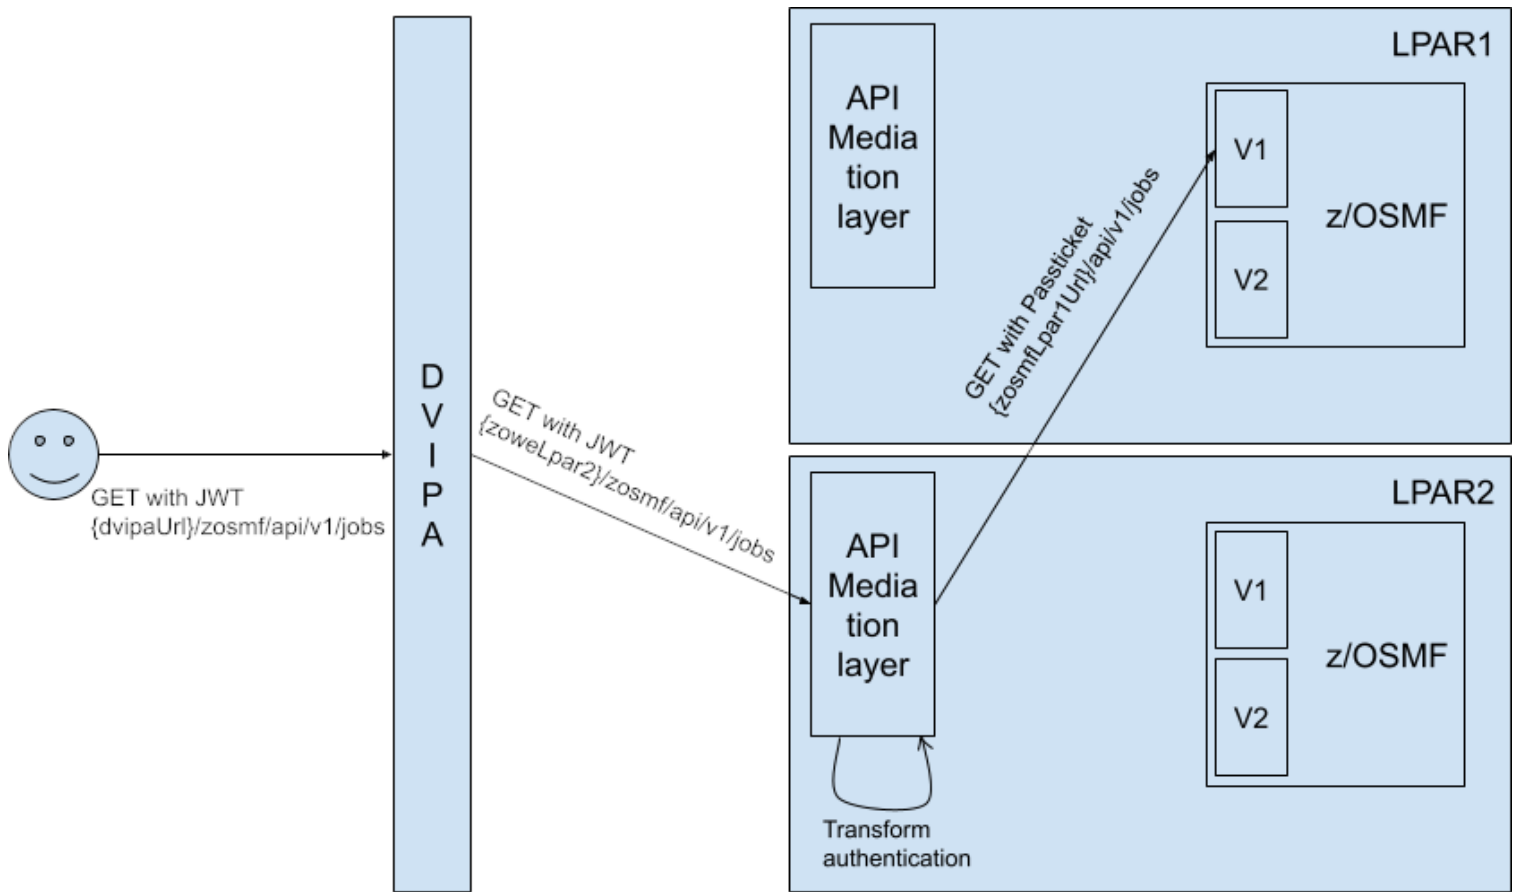 GET with JWT
{dvipaUrl}/zosmf/api/v1/jobs
D
V
I
P
A
GET with JWT
{zoweLpar2}/zosmf/api/v1/jobs
LPAR1
API
Media
tion
layer
GET with Passticket
{zosmfLpar1Url}/api/v1/jobs
V1
V2
z/OSMF
LPAR2
API
Media
tion
layer
Transform
authentication
V1
V2
z/OSMF